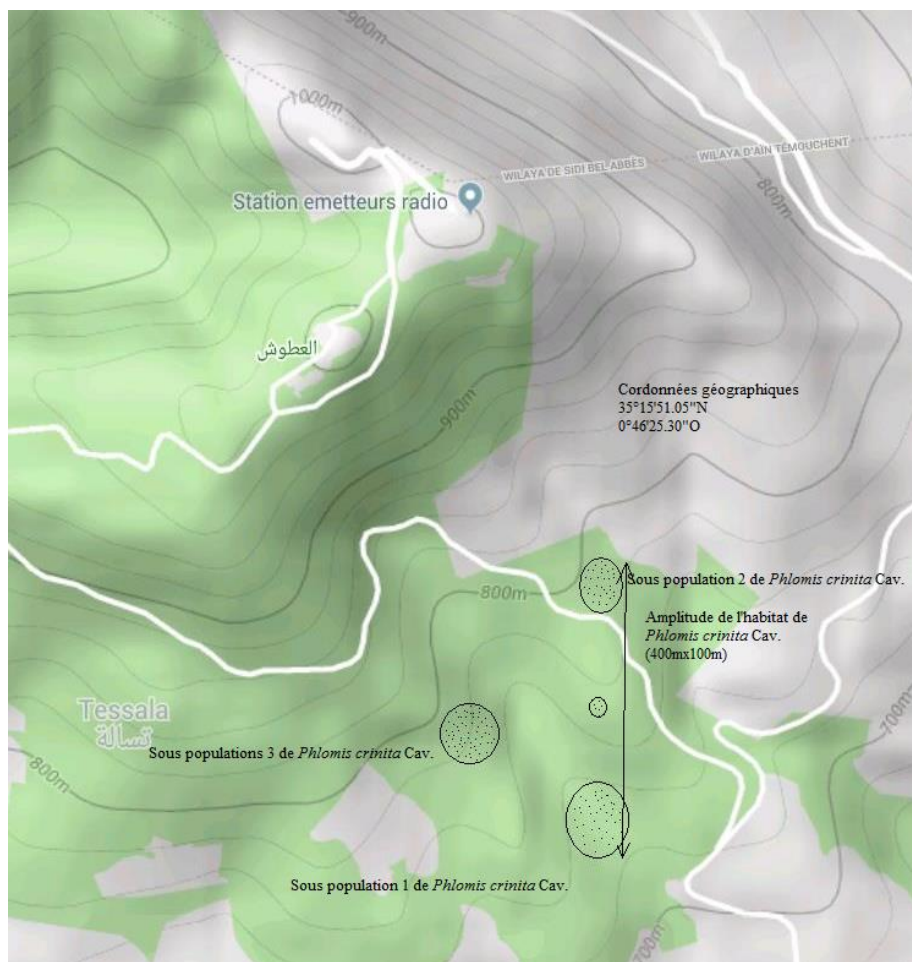 900m
1000m
WILAYA DE SIDI BEL ABBÈS
WILAYA D'AÏN TÉMOUCHENT
800m
Station emetteurs radio
العطوش
Cordonnées géographiques
35°15'51.05"N
0°46'25.30"O
900m
800m
Sous population 2 de Phlomis crinita Cav.
Amplitude de l'habitat de
Phlomis crinita Cav.
(400mx100m)
Tessala
تسالة
700m
Sous populations 3 de Phlomis crinita Cav.
800m
Sous population 1 de Phlomis crinita Cav.
700m